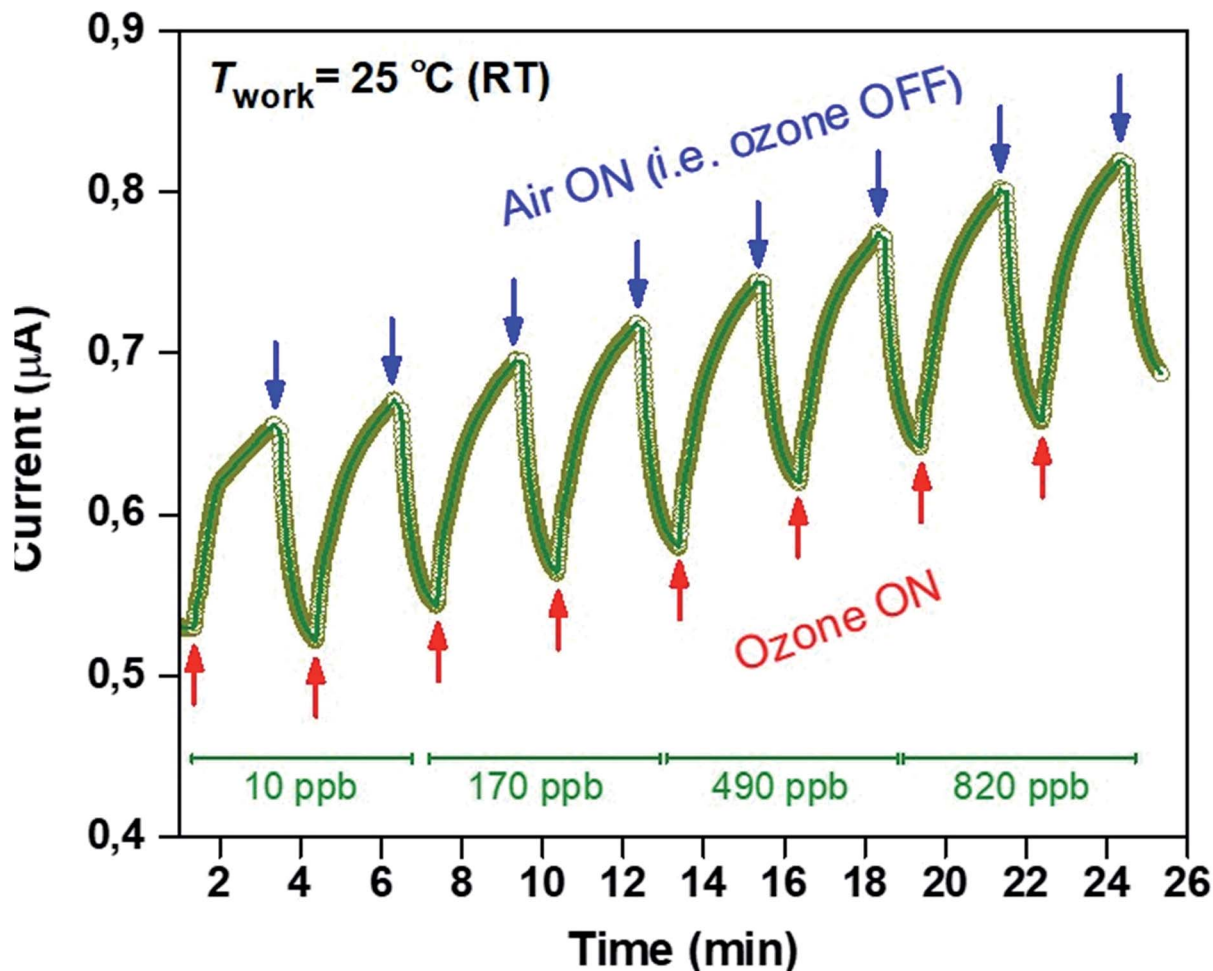 0,9
T_work= 25 °C (RT)
Air ON (i.e. ozone OFF)
0,8
0,7
Current (µA)
0,6
Ozone ON
0,5
10 ppb
170 ppb
490 ppb
820 ppb
0,4
2 4 6 8 10 12 14 16 18 20 22 24 26
Time (min)